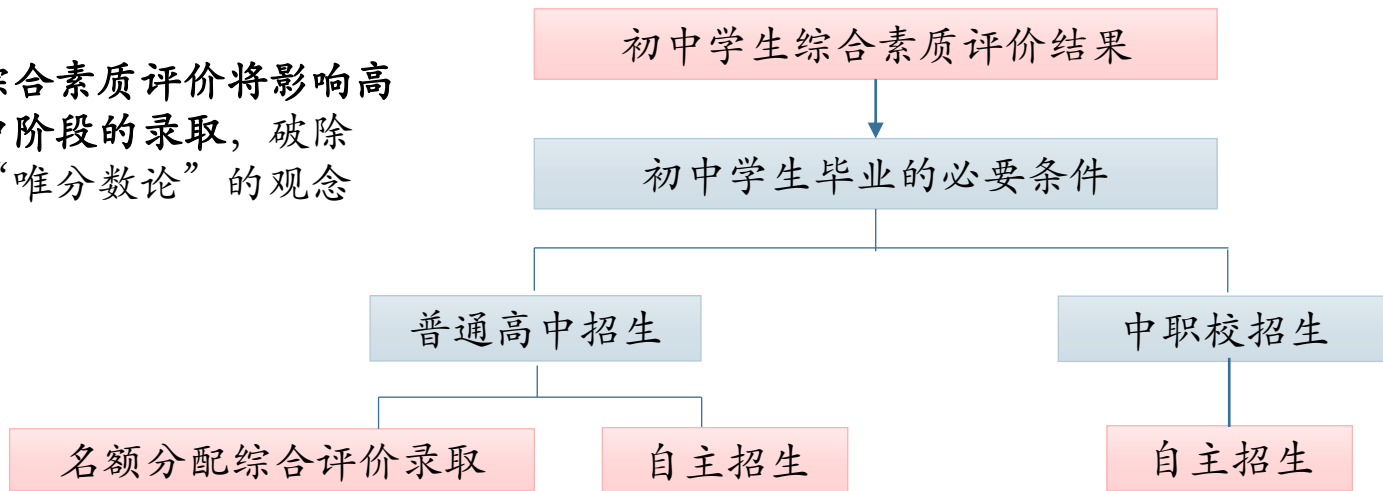 初中学生综合素质评价结果
综合素质评价将影响高
中阶段的录取，破除
“唯分数论”的观念
初中学生毕业的必要条件
普通高中招生
中职校招生
名额分配综合评价录取
自主招生
自主招生